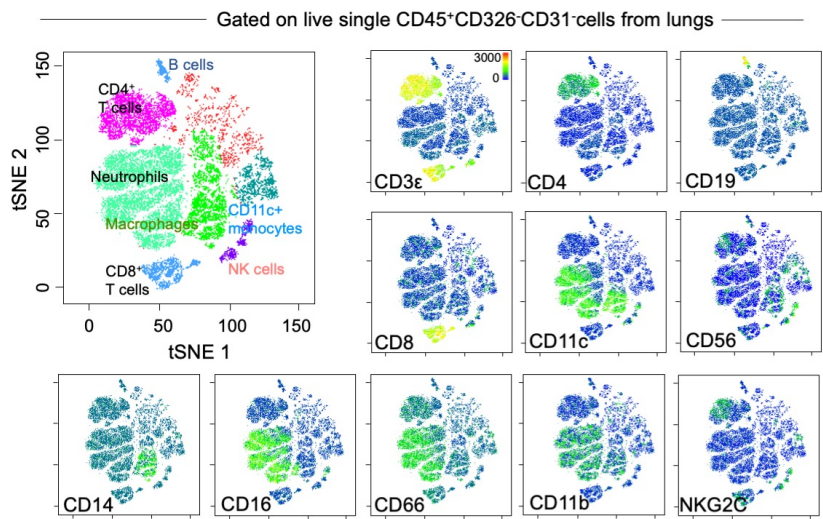 Gated on live single CD45⁺CD326⁻CD31⁻cells from lungs
150
100
50
0
tSNE 2
0
50
100
150
tSNE 1
B cells
CD4⁺
T cells
Neutrophils
Macrophages
CD11c+
monocytes
CD8⁺
T cells
NK cells
3000
0
CD3ε
CD4
CD19
CD8
CD11c
CD56
CD14
CD16
CD66
CD11b
NKG2C